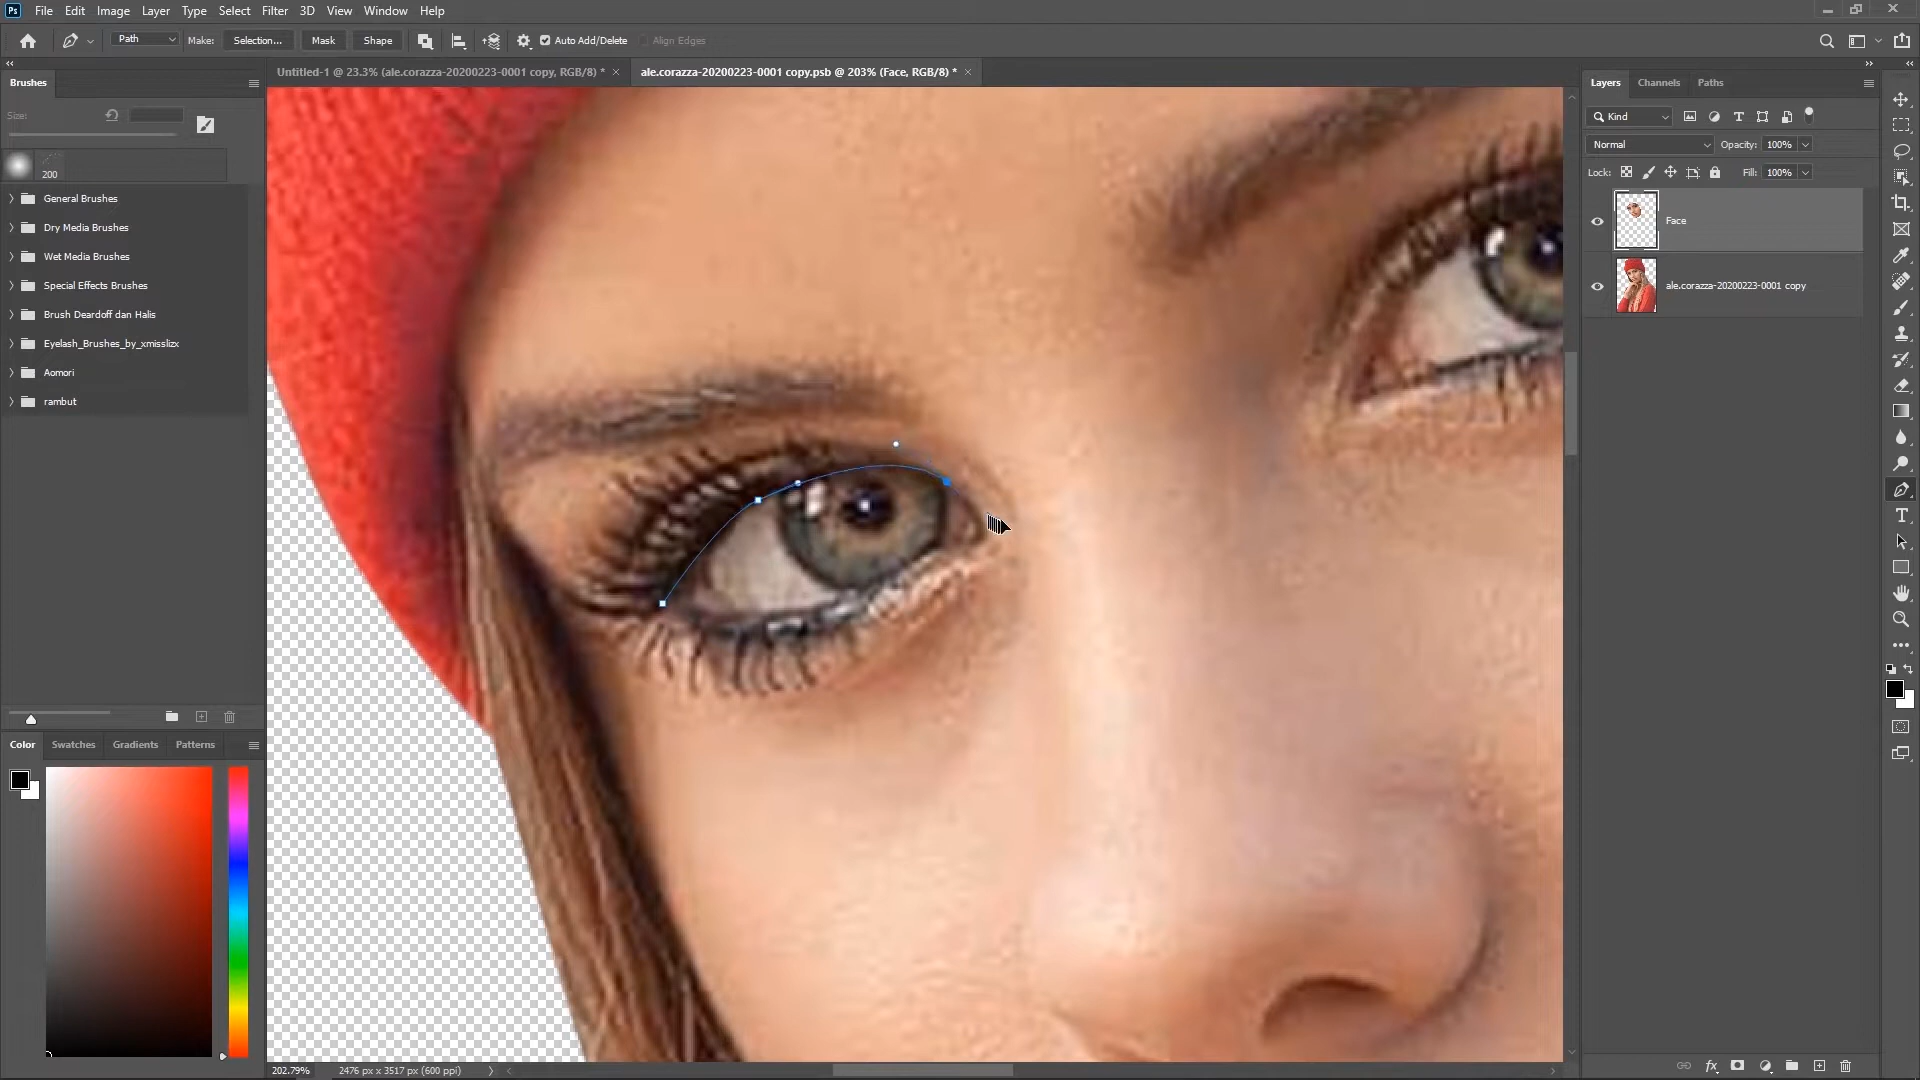 Ps File Edit Image Layer Type Select Filter 3D View Window Help
Path Make: Selection... Mask Shape Auto Add/Delete Align Edges
Untitled-1 @ 23.3% (ale.corazza-20200223-0001 copy, RGB/8) * × ale.corazza-20200223-0001 copy.psb @ 203% (Face, RGB/8) * ×
Brushes
Size:
200
General Brushes
Dry Media Brushes
Wet Media Brushes
Special Effects Brushes
Brush Deardoff dan Halis
Eyelash_Brushes_by_xmisslizx
Aomori
rambut
Color Swatches Gradients Patterns
202.79% 2476 px x 3517 px (600 ppi)
Layers Channels Paths
Kind
Normal Opacity: 100%
Lock: Fill: 100%
Face
ale.corazza-20200223-0001 copy
fx
T